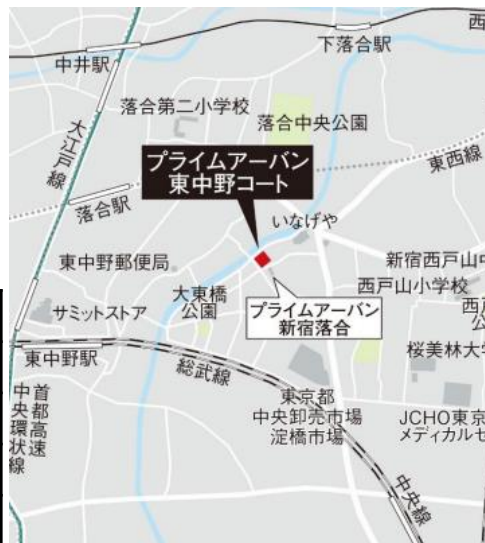 西
下落合駅
中井駅
落合第二小学校
落合中央公園
大江戸線
プライムアーバン
東中野コート
東西線
落合駅
いなげや
東中野郵便局
新宿西戸山中
西戸山小学校
大東橋
公園
サミットストア
プライムアーバン
新宿落合
西戸
公
東中野駅
総武線
桜美林大学
東京都
中央卸売市場
淀橋市場
首都高速
中央環状線
JCHO東京
メディカルセ
中央線